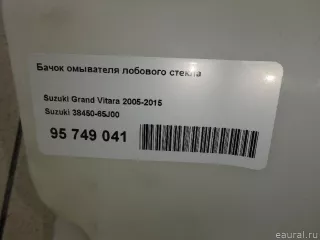 Бачок омывателя лобового стекла
Suzuki Grand Vitara 2005-2015
Suzuki 38450-65J00
95 749 041
eaural.ru